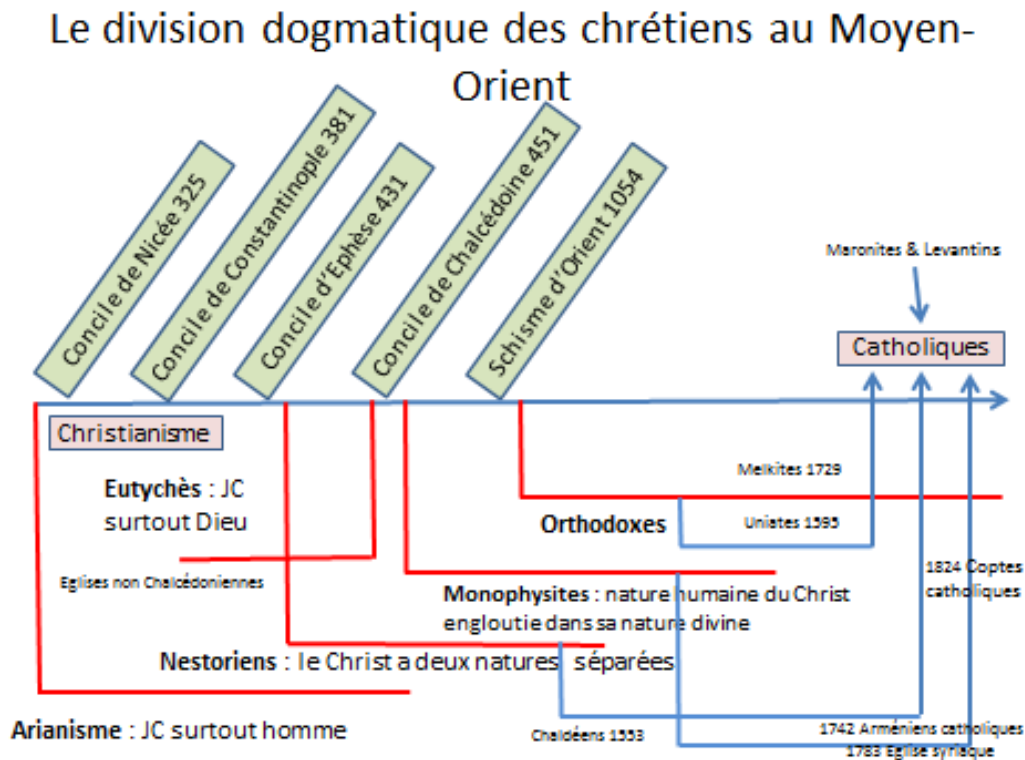 Le division dogmatique des chrétiens au Moyen-
Orient
Concile de Nicée 325
Concile de Constantinople 381
Concile d'Ephèse 431
Concile de Chalcédoine 451
Schisme d'Orient 1054
Maronites & Levantins
Catholiques
Christianisme
Eutychès : JC
surtout Dieu
Melkites 1729
Orthodoxes
Uniates 1595
Eglises non Chalcédoniennes
1824 Coptes
catholiques
Monophysites : nature humaine du Christ
engloutie dans sa nature divine
Nestoriens : le Christ a deux natures séparées
Arianisme : JC surtout homme
Chaldéens 1553
1742 Arméniens catholiques
1783 Eglise syriaque